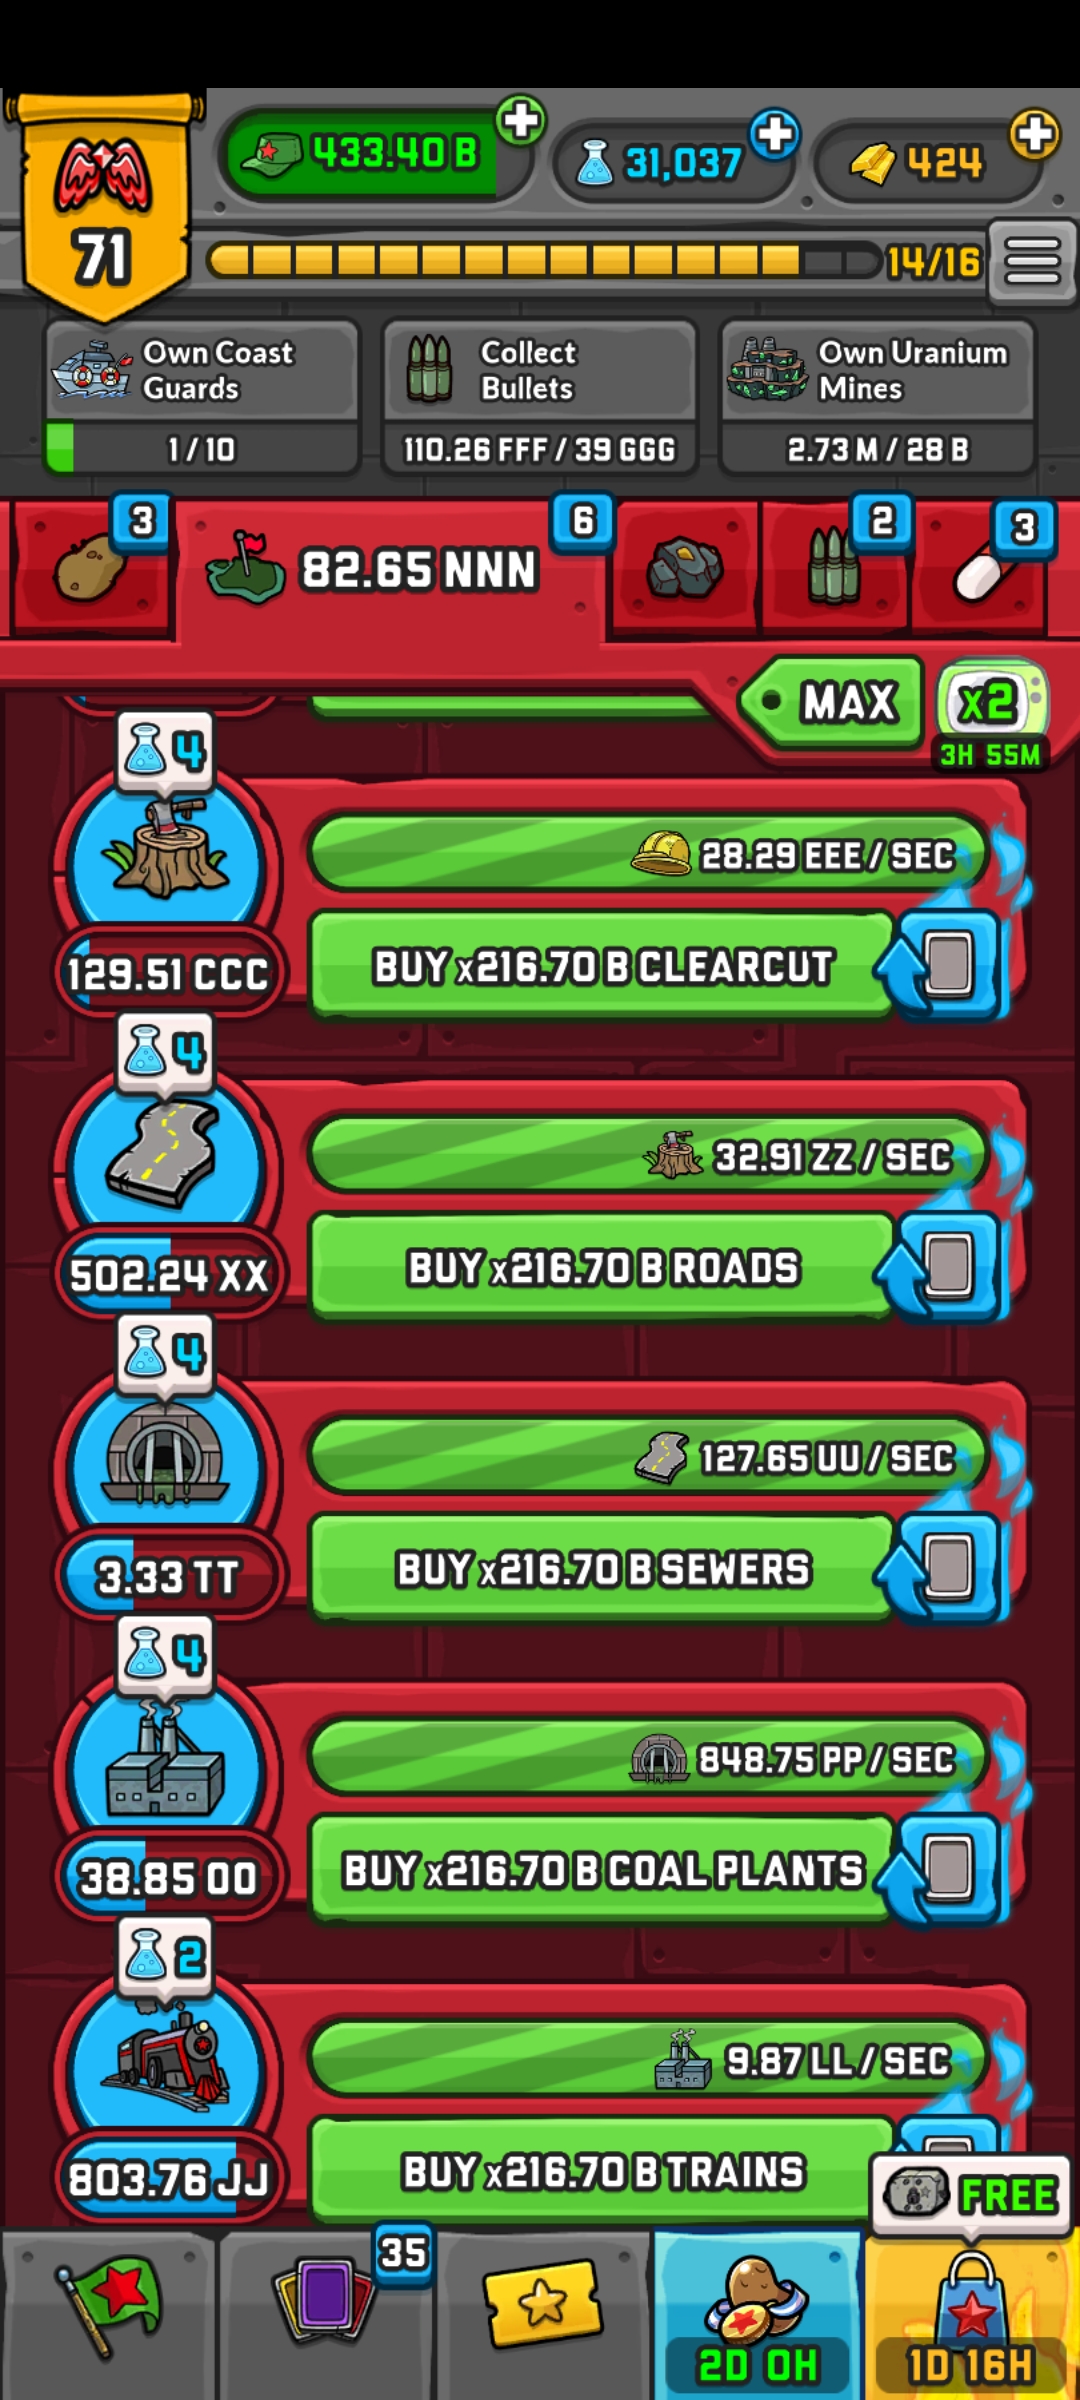 433.40 B
31,037
424
71
14/16
Own Coast
Guards
1 / 10
Collect
Bullets
110.26 FFF / 39 GGG
Own Uranium
Mines
2.73 M / 28 B
3
82.65 NNN
6
2
3
MAX
x2
3H 55M
4
28.29 EEE / SEC
129.51 CCC
BUY x216.70 B CLEARCUT
4
32.91 ZZ / SEC
502.24 XX
BUY x216.70 B ROADS
4
127.65 UU / SEC
3.33 TT
BUY x216.70 B SEWERS
4
848.75 PP / SEC
38.85 OO
BUY x216.70 B COAL PLANTS
2
9.87 LL / SEC
803.76 JJ
BUY x216.70 B TRAINS
FREE
35
2D 0H
1D 16H